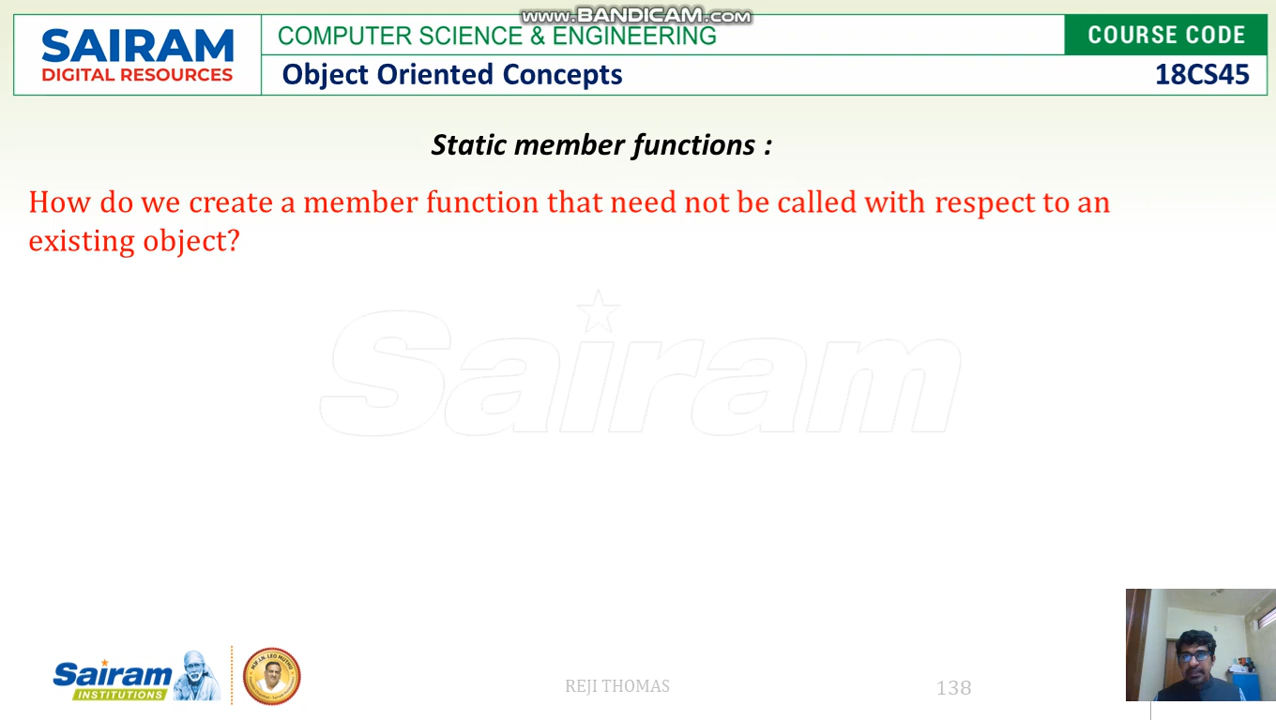 www.BANDICAM.com
SAIRAM
DIGITAL RESOURCES
COMPUTER SCIENCE & ENGINEERING
COURSE CODE
Object Oriented Concepts
18CS45
Static member functions :
How do we create a member function that need not be called with respect to an
existing object?
Sairam
Sairam
INSTITUTIONS
REJI THOMAS
138